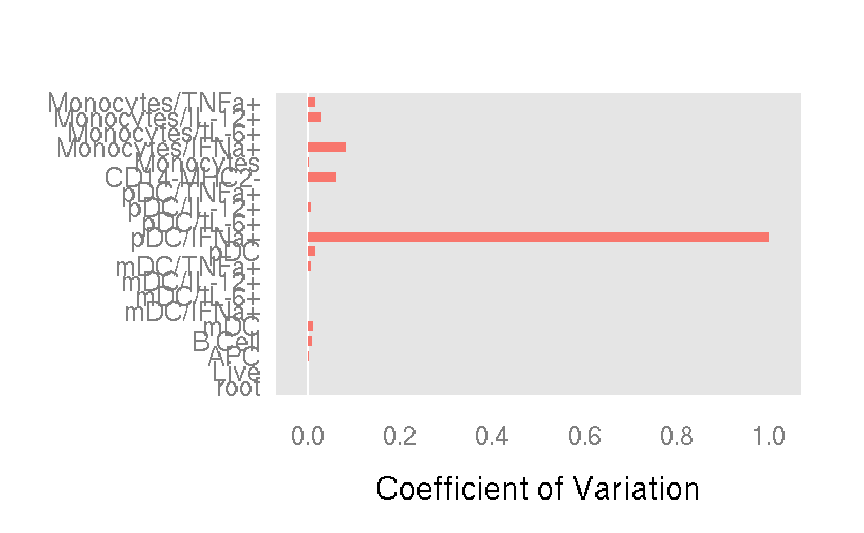 Monocytes/TNFa+
Monocytes/IL-12+
Monocytes/IL-6+
Monocytes/IFNa+
Monocytes
CD14-MHC2-
pDC/TNFa+
pDC/IL-12+
pDC/IL-6+
pDC/IFNa+
pDC
mDC/TNFa+
mDC/IL-12+
mDC/IL-6+
mDC/IFNa+
mDC
B Cell
APC
Live
root
0.0 0.2 0.4 0.6 0.8 1.0
Coefficient of Variation